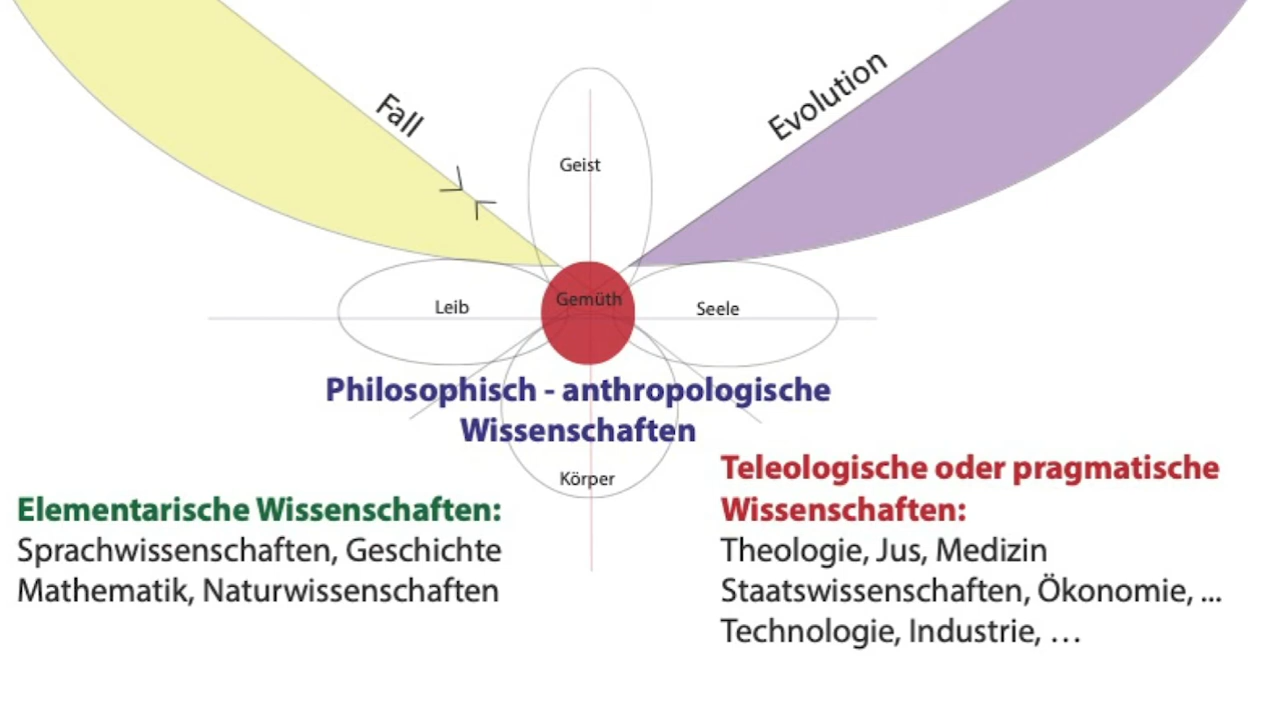 Fall
Evolution
Geist
Gemüth
Leib
Seele
Philosophisch - anthropologische
Wissenschaften
Körper
Elementarische Wissenschaften:
Sprachwissenschaften, Geschichte
Mathematik, Naturwissenschaften
Teleologische oder pragmatische
Wissenschaften:
Theologie, Jus, Medizin
Staatswissenschaften, Ökonomie, ...
Technologie, Industrie, …